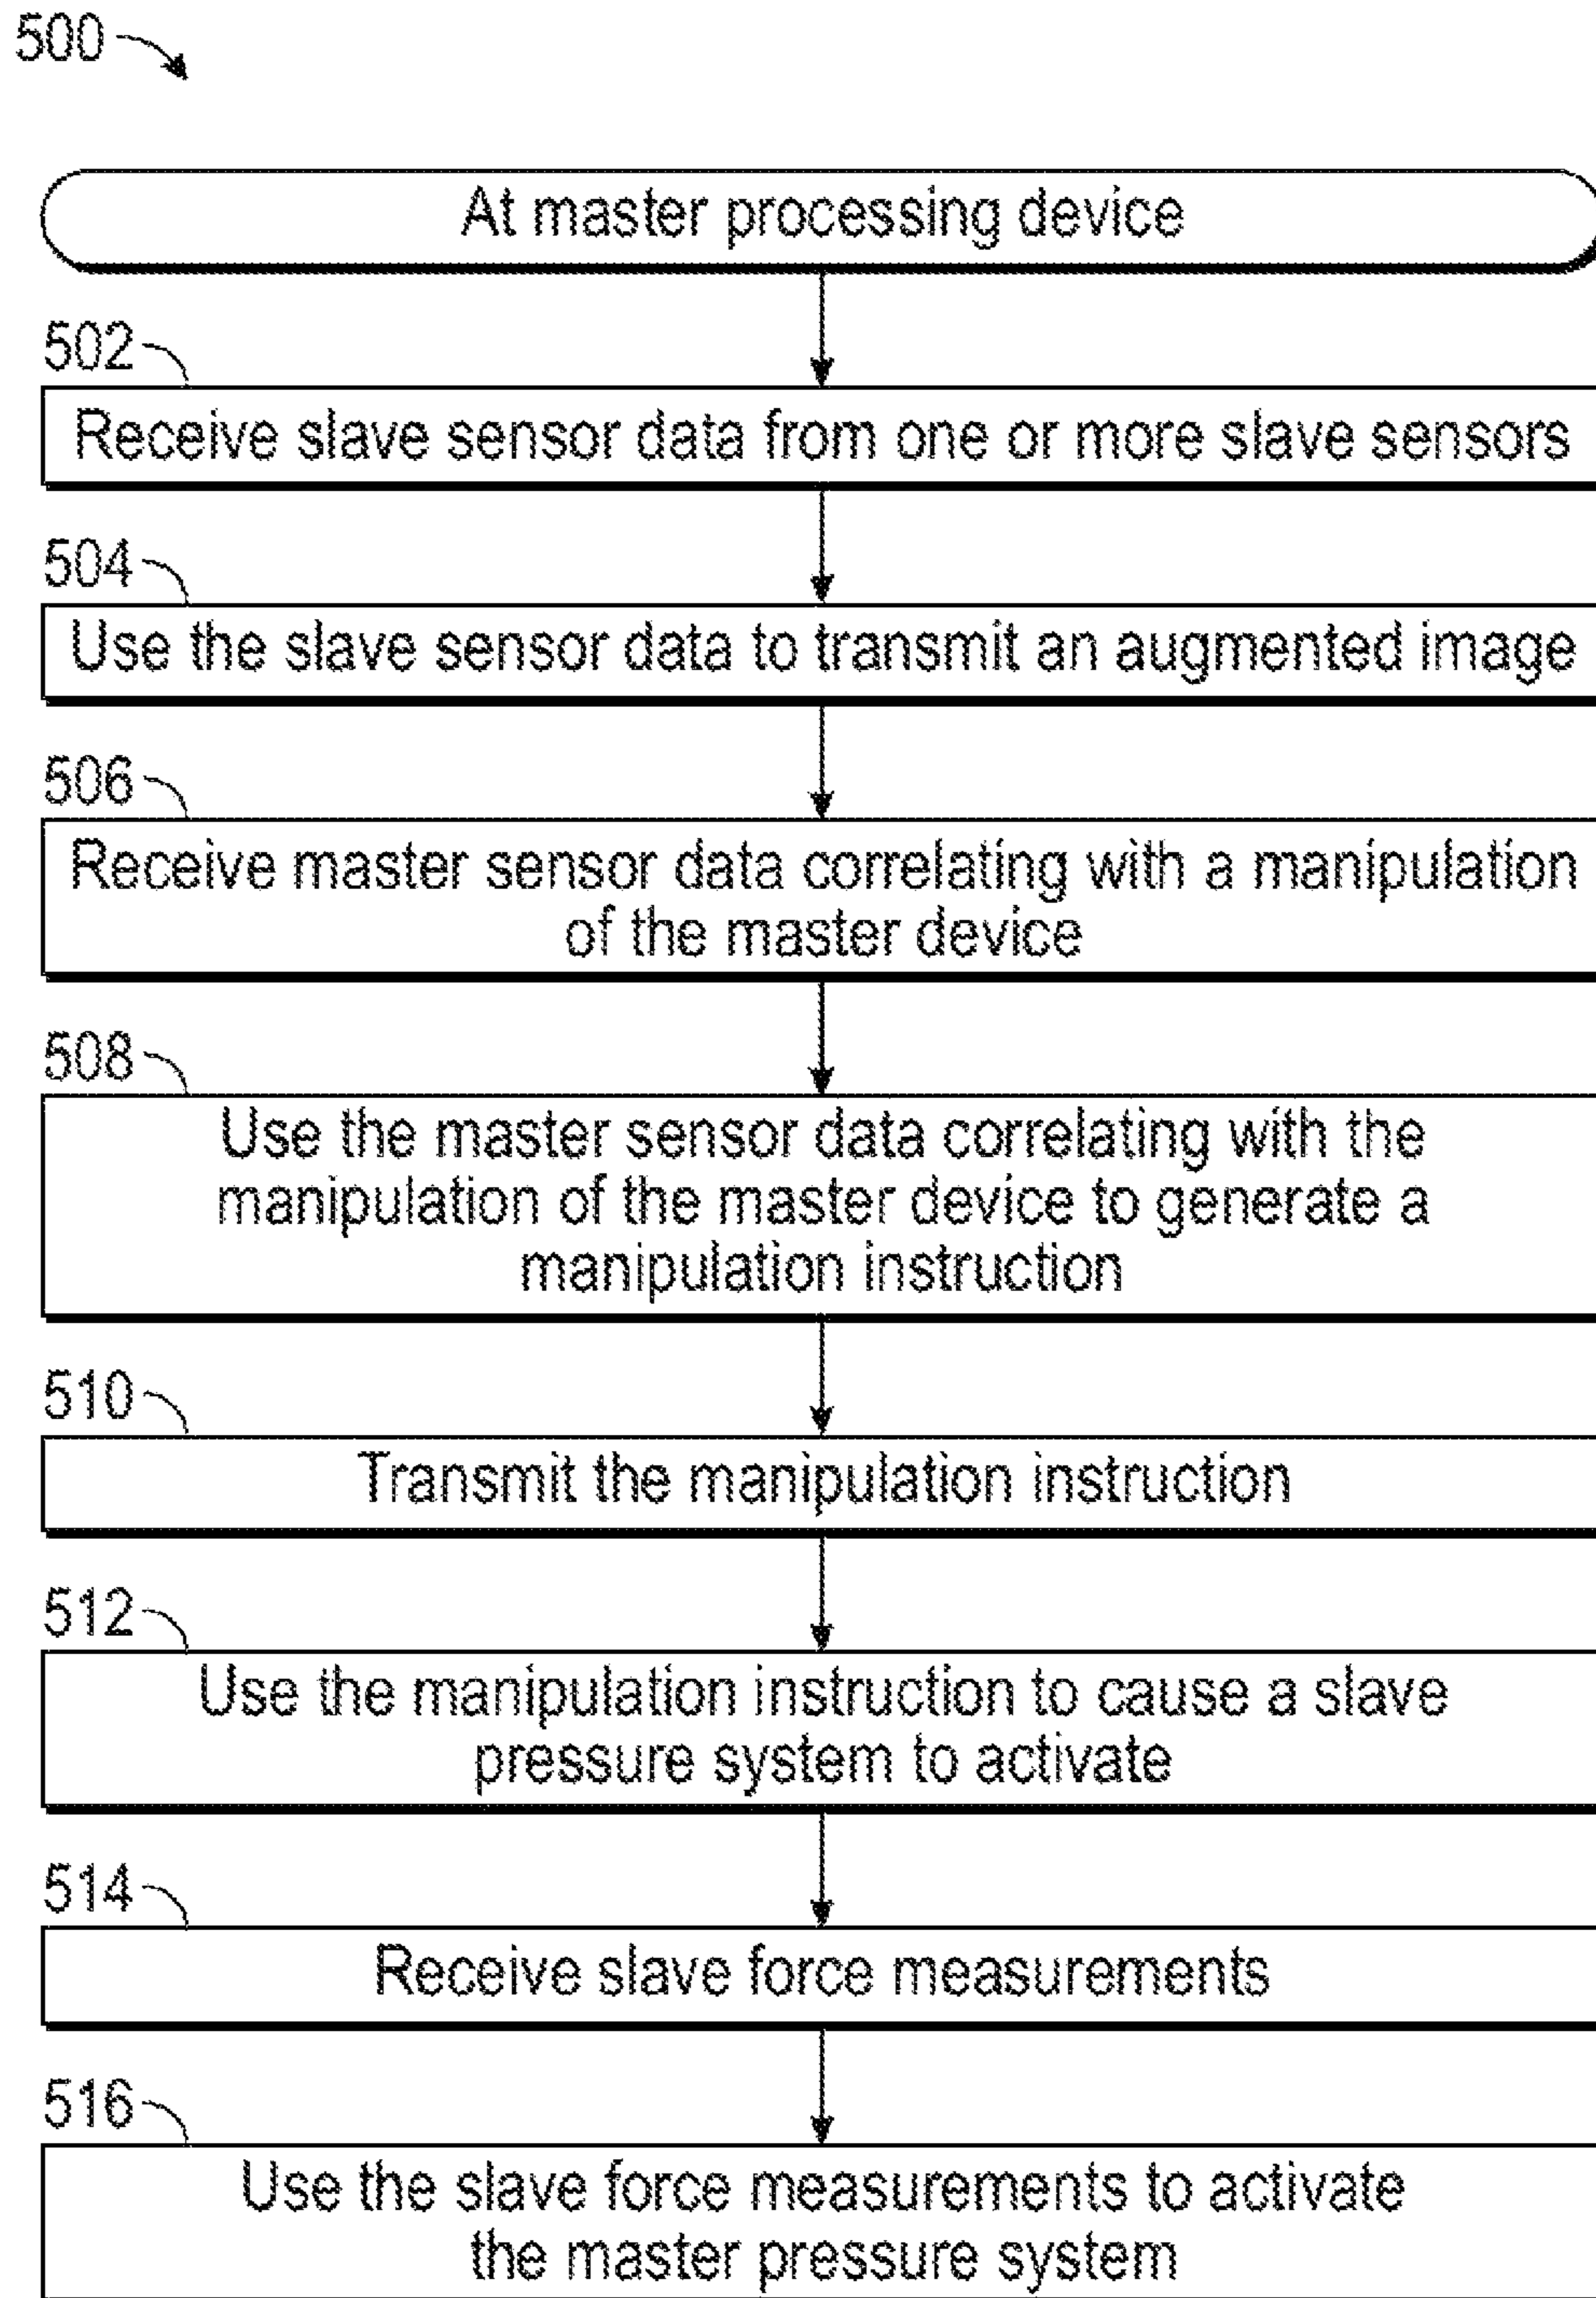 500
At master processing device
502
Receive slave sensor data from one or more slave sensors
504
Use the slave sensor data to transmit an augmented image
506
Receive master sensor data correlating with a manipulation
of the master device
508
Use the master sensor data correlating with the
manipulation of the master device to generate a
manipulation instruction
510
Transmit the manipulation instruction
512
Use the manipulation instruction to cause a slave
pressure system to activate
514
Receive slave force measurements
516
Use the slave force measurements to activate
the master pressure system